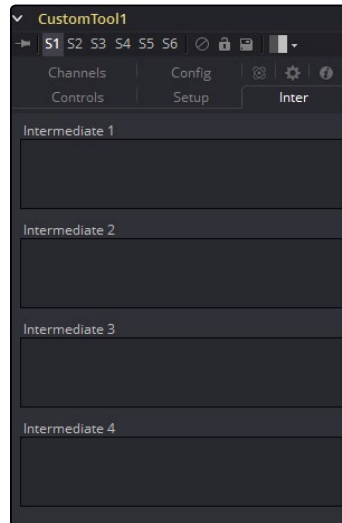 CustomTool1
S1 S2 S3 S4 S5 S6
Channels Config
Controls Setup Inter
Intermediate 1
Intermediate 2
Intermediate 3
Intermediate 4